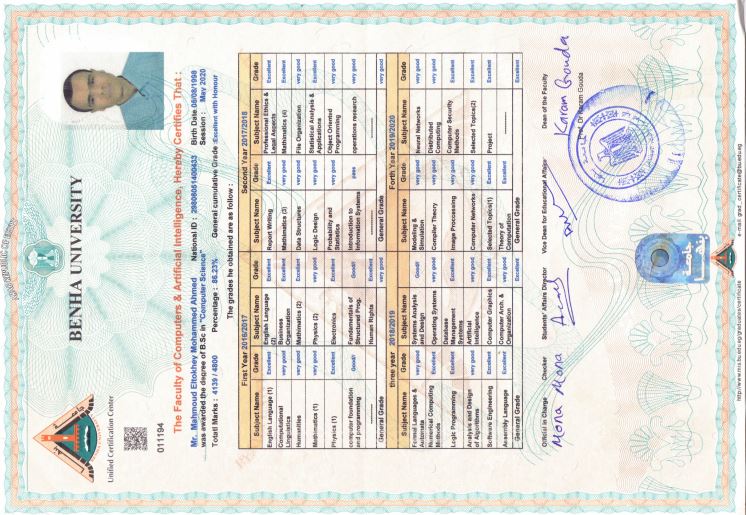 ARAB REPUBLIC OF EGYPT
BENHA UNIVERSITY
Unified Certification Center
011194
The Faculty of Computers & Artificial Intelligence, Hereby Certifies That :
Mr. Mahmoud Eltokhey Mohammed Ahmed National ID : 29808051400433 Birth Date 08/08/1998
was awarded the degree of B.Sc in "Computer Science" Session : May 2020
Totall Marks : 4139 / 4800 Percentage : 86.23% General cumulative Grade :Excellent with Honour
The grades he obtained are as follow :
First Year 2016/2017 Second Year 2017/2018
Subject Name Grade Subject Name Grade Subject Name Grade Subject Name Grade
English Language (1) Excellent English Language (2) Excellent Report Writing Excellent Professional Ethics & Legal Aspects Excellent
Computational Linguistics very good Business Organization Excellent Mathematics (3) very good Mathematics (4) Excellent
Humanities very good Mathematics (2) Excellent Data Structures very good File Organization very good
Mathematics (1) very good Physics (2) very good Logic Design very good Statistical Analysis & Applications Excellent
Physics (1) Excellent Electronics Excellent Probability and Statistics Excellent Object Oriented Programming very good
computer foundation and programming Good// Fundamentals of Structured Prog. Good// Introduction to Information Systems pass operations research very good
---------- Human Rights Excellent ---------- ----------
General Grade very good General Grade very good
three year 2018/2019 Forth Year 2019/2020
Subject Name Grade Subject Name Grade Subject Name Grade Subject Name Grade
Formal Languages & Automata very good Systems Analysis and Design Good// Modeling & Simulation very good Neural Networks very good
Numerical Computing Methods Excellent Operating Systems very good Compiler Theory very good Distributed Computing very good
Logic Programming Excellent Database Management Systems Excellent Image Proccessing very good Computer Security Methods Excellent
Analysis and Design of Algorithms very good Artificial Intelligence Excellent Computer Networks very good Selected Topics(2) Excellent
Software Engineering Excellent Computer Graphics Excellent Selected Topics(1) Excellent Project Excellent
Assembly Language Excellent Computer Arch. & Organization very good Theory of Computation Excellent ----------
General Grade Excellent General Grade Excellent
Official in Charge Checker Students' Affairs Director Vice Dean for Educational Affairs Dean of the Faculty
Mona Mona Karam Gouda
Prof. Dr Karam Gouda
جامعة
بنها
http://www.mis.bu.edu.eg/graduates/certificate e-mail grad_certificate@bu.edu.eg